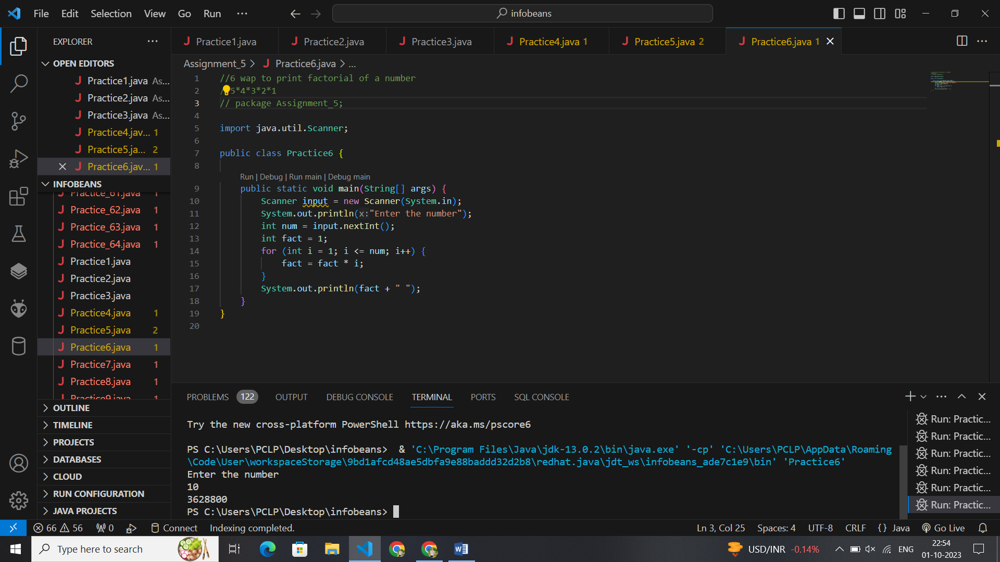 File Edit Selection View Go Run ...
infobeans
EXPLORER ...
OPEN EDITORS
Practice1.java As...
Practice2.java As...
Practice3.java As...
Practice4.jav... 1
Practice5.ja... 2
Practice6.jav... 1
INFOBEANS
Practice_61.java 1
Practice_62.java 1
Practice_63.java 1
Practice_64.java 1
Practice1.java
Practice2.java
Practice3.java
Practice4.java 1
Practice5.java 2
Practice6.java 1
Practice7.java 1
Practice8.java 1
Practice9.java 1
OUTLINE
TIMELINE
PROJECTS
DATABASES
CLOUD
RUN CONFIGURATION
JAVA PROJECTS
Practice1.java Practice2.java Practice3.java Practice4.java 1 Practice5.java 2 Practice6.java 1
Assignment_5 > Practice6.java > ...
1 //6 wap to print factorial of a number
2 /5*4*3*2*1
3 // package Assignment_5;
4
5 import java.util.Scanner;
6
7 public class Practice6 {
8
Run | Debug | Run main | Debug main
9 public static void main(String[] args) {
10 Scanner input = new Scanner(System.in);
11 System.out.println(x:"Enter the number");
12 int num = input.nextInt();
13 int fact = 1;
14 for (int i = 1; i <= num; i++) {
15 fact = fact * i;
16 }
17 System.out.println(fact + " ");
18 }
19 }
20
PROBLEMS 122 OUTPUT DEBUG CONSOLE TERMINAL PORTS SQL CONSOLE
Try the new cross-platform PowerShell https://aka.ms/pscore6
PS C:\Users\PCLP\Desktop\infobeans> & 'C:\Program Files\Java\jdk-13.0.2\bin\java.exe' '-cp' 'C:\Users\PCLP\AppData\Roaming
\Code\User\workspaceStorage\9bd1afcd48ae5dbfa9e88baddd32d2b8\redhat.java\jdt_ws\infobeans_ade7c1e9\bin' 'Practice6'
Enter the number
10
3628800
PS C:\Users\PCLP\Desktop\infobeans>
Run: Practic...
Run: Practic...
Run: Practic...
Run: Practic...
Run: Practic...
Run: Practic...
66 56 0 Connect Indexing completed. Ln 3, Col 25 Spaces: 4 UTF-8 CRLF {} Java Go Live
Type here to search
USD/INR -0.14% ENG
22:54
01-10-2023